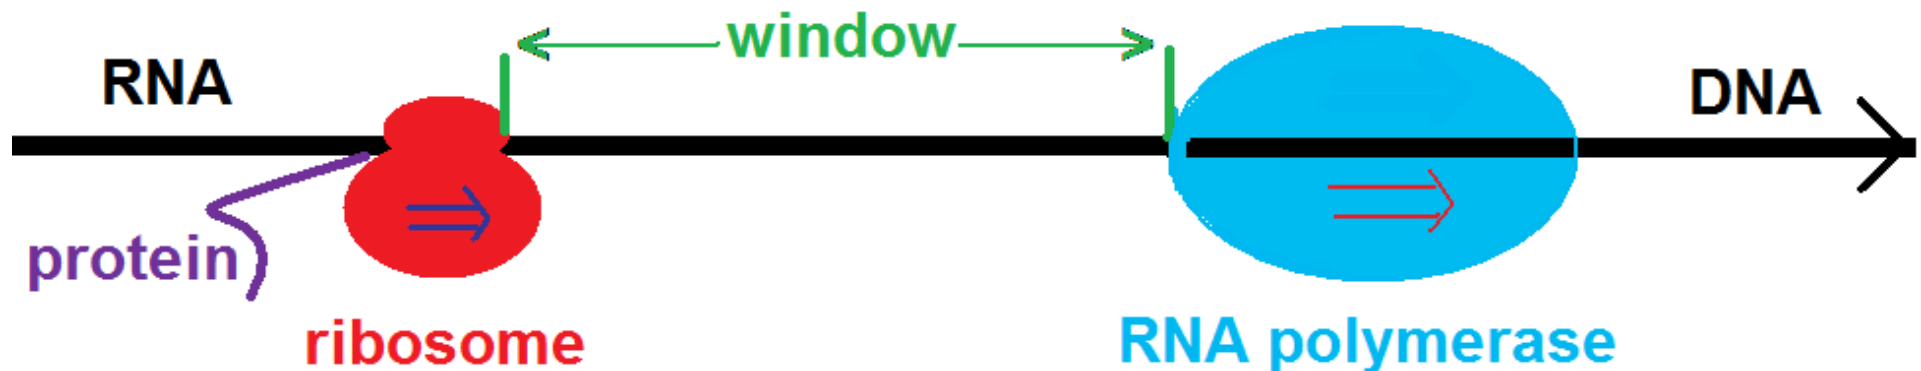 window
RNA
DNA
protein
ribosome
RNA polymerase